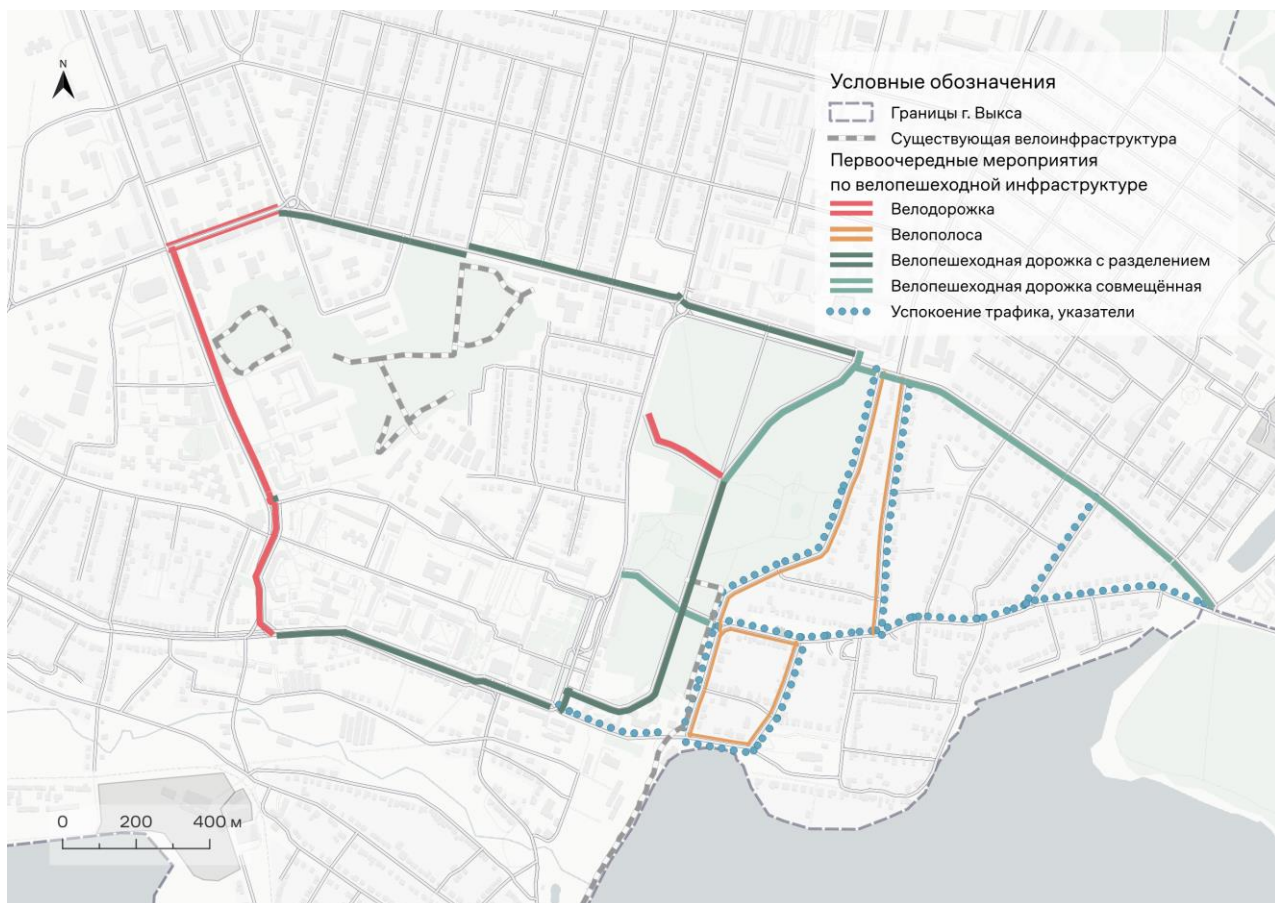 N
Условные обозначения
Границы г. Выкса
Существующая велоинфраструктура
Первоочередные мероприятия
по велопешеходной инфраструктуре
Велодорожка
Велополоса
Велопешеходная дорожка с разделением
Велопешеходная дорожка совмещённая
Успокоение трафика, указатели
0 200 400 м